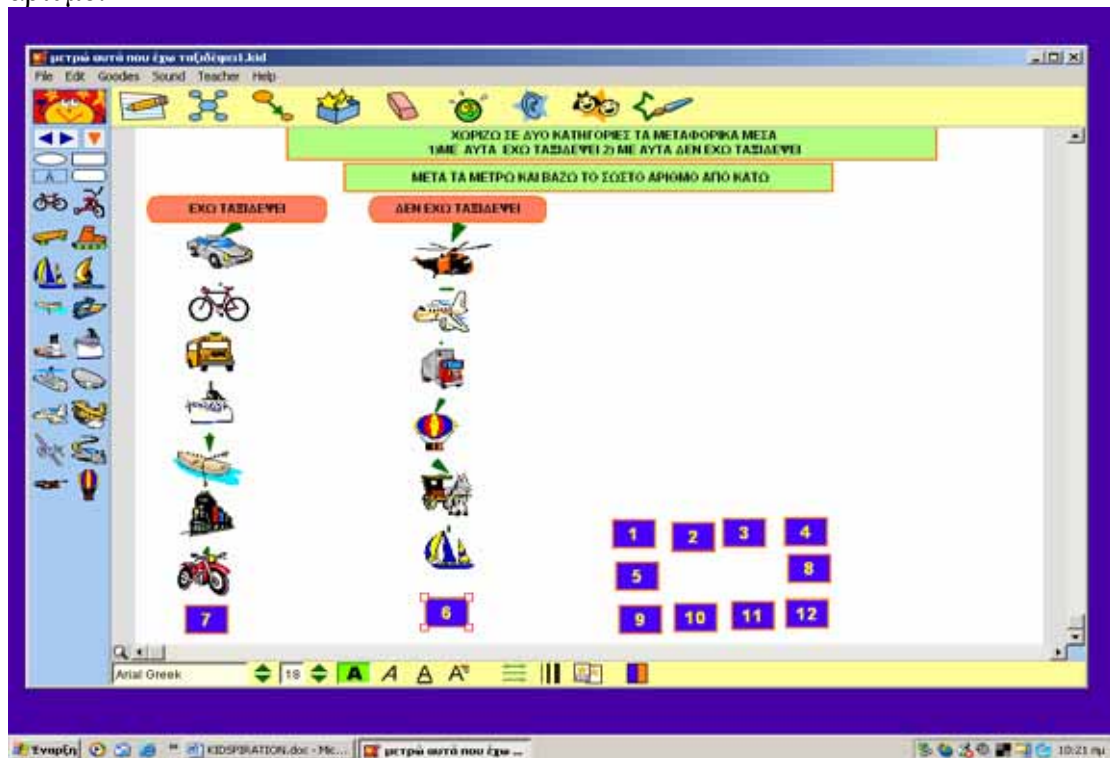 μετρώ αυτά που έχω ταξιδέψει1.kid
File Edit Goodies Sound Teacher Help
ΧΩΡΙΖΩ ΣΕ ΔΥΟ ΚΑΤΗΓΟΡΙΕΣ ΤΑ ΜΕΤΑΦΟΡΙΚΑ ΜΕΣΑ
1)ΜΕ ΑΥΤΑ ΕΧΩ ΤΑΞΙΔΕΨΕΙ 2) ΜΕ ΑΥΤΑ ΔΕΝ ΕΧΩ ΤΑΞΙΔΕΨΕΙ
ΜΕΤΑ ΤΑ ΜΕΤΡΩ ΚΑΙ ΒΑΖΩ ΤΟ ΣΩΣΤΟ ΑΡΙΘΜΟ ΑΠΟ ΚΑΤΩ
ΕΧΩ ΤΑΞΙΔΕΨΕΙ
ΔΕΝ ΕΧΩ ΤΑΞΙΔΕΨΕΙ
1 2 3 4
5 8
9 10 11 12
7
6
Arial Greek 18 A A A A
Έναρξη KIDSPIRATION.doc - Mic... μετρώ αυτά που έχω ... 10:21 πμ